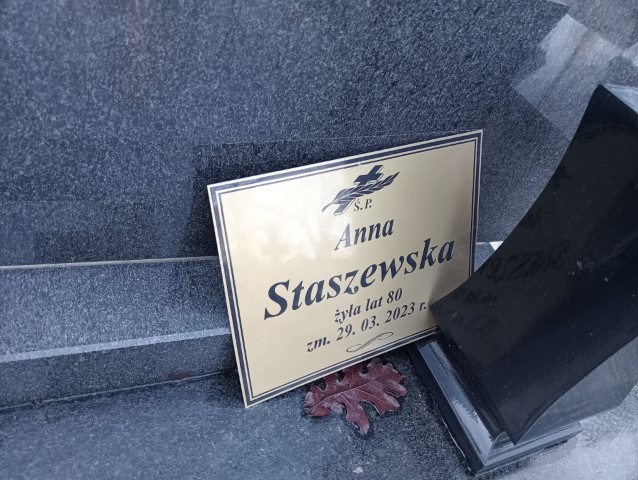 Ś.P.
Anna
Staszewska
żyła lat 80
zm. 29. 03. 2023 r.